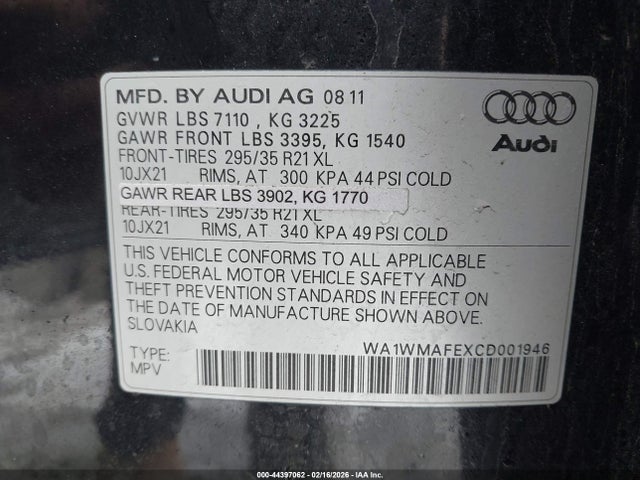 MFD. BY AUDI AG 08 11
GVWR LBS 7110 , KG 3225
GAWR FRONT LBS 3395, KG 1540
FRONT-TIRES 295/35 R21 XL
10JX21 RIMS, AT 300 KPA 44 PSI COLD
GAWR REAR LBS 3902, KG 1770
REAR-TIRES 295/35 R21 XL
10JX21 RIMS, AT 340 KPA 49 PSI COLD
Audi
THIS VEHICLE CONFORMS TO ALL APPLICABLE
U.S. FEDERAL MOTOR VEHICLE SAFETY AND
THEFT PREVENTION STANDARDS IN EFFECT ON
THE DATE OF MANUFACTURE SHOWN ABOVE.
SLOVAKIA
WA1WMAFEXCD001946
TYPE:
MPV
000-44397062 - 02/16/2026 - IAA Inc.